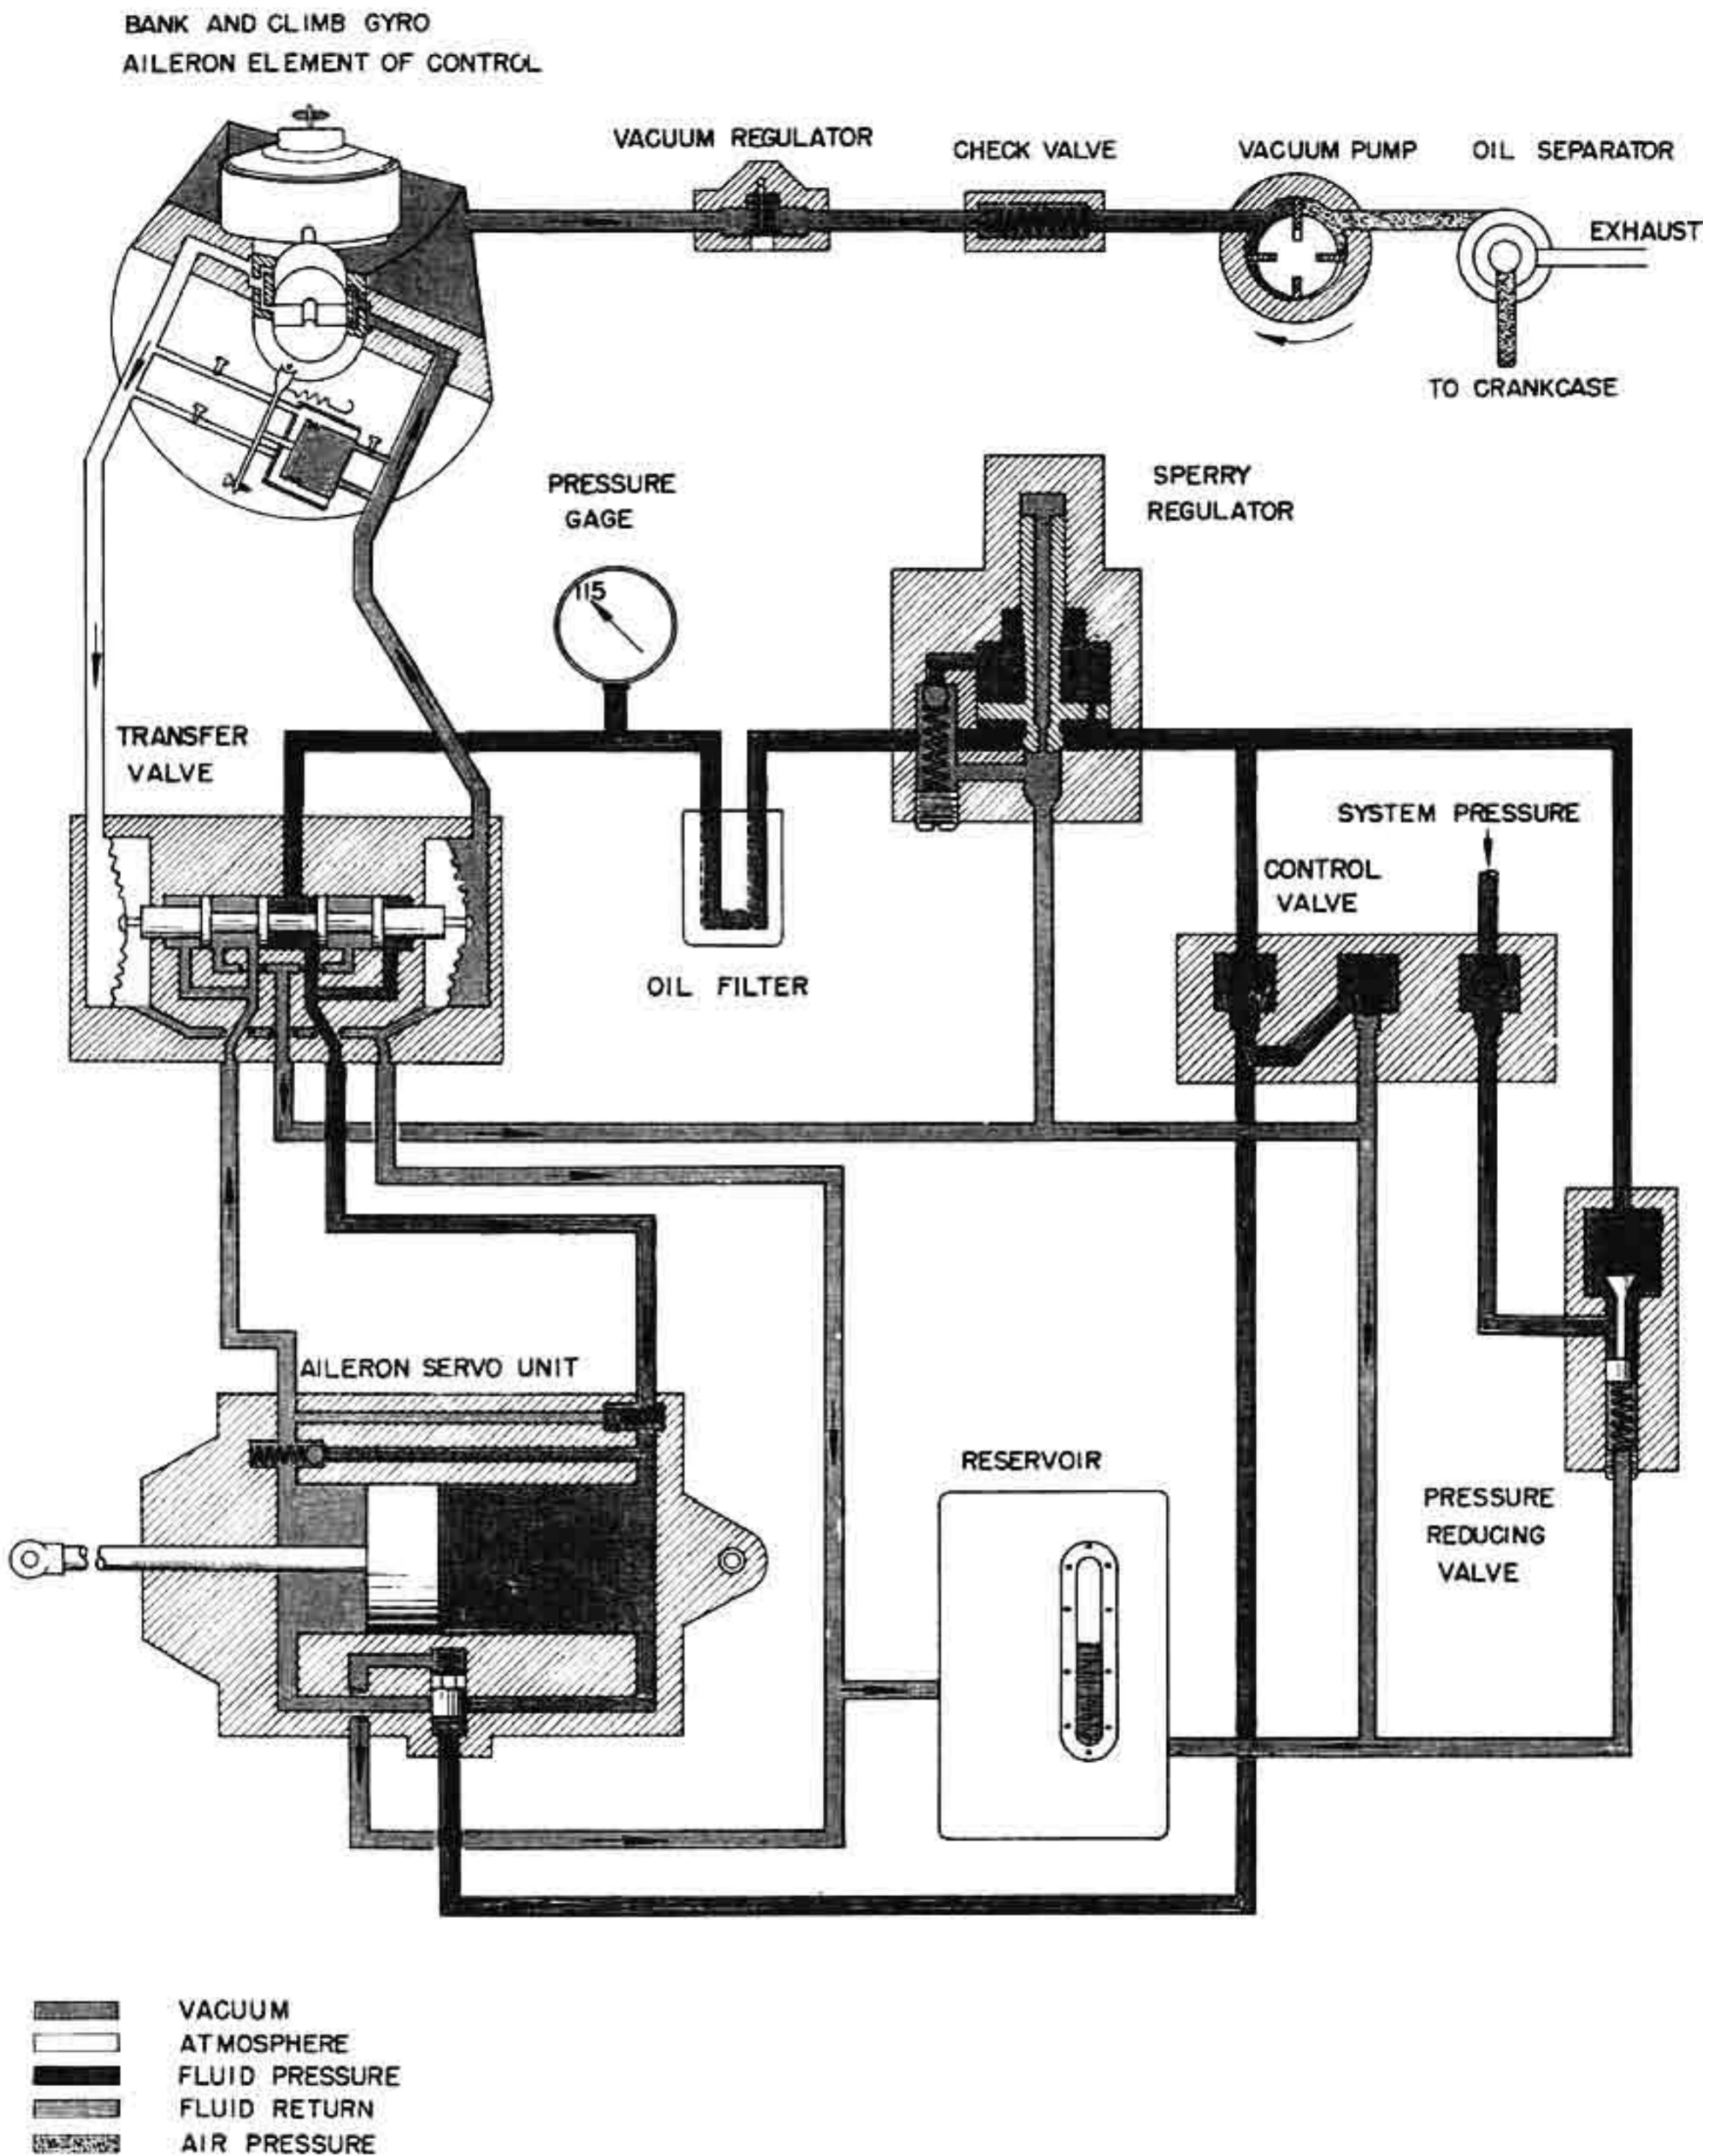 BANK AND CLIMB GYRO
AILERON ELEMENT OF CONTROL
VACUUM REGULATOR
CHECK VALVE
VACUUM PUMP
OIL SEPARATOR
EXHAUST
TO CRANKCASE
PRESSURE
GAGE
115
SPERRY
REGULATOR
TRANSFER
VALVE
SYSTEM PRESSURE
CONTROL
VALVE
OIL FILTER
AILERON SERVO UNIT
RESERVOIR
PRESSURE
REDUCING
VALVE
VACUUM
ATMOSPHERE
FLUID PRESSURE
FLUID RETURN
AIR PRESSURE